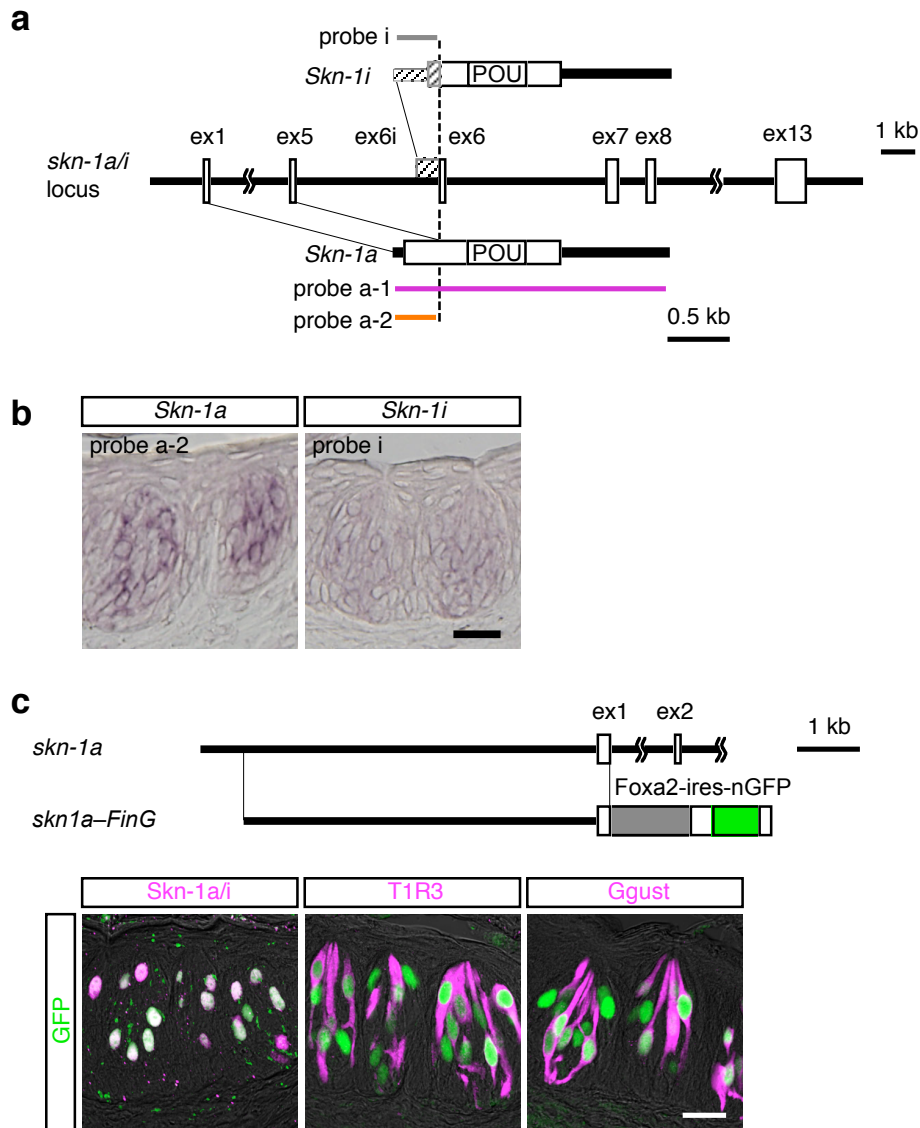 a
probe i
Skn-1i
POU
ex1 ex5 ex6i ex6 ex7 ex8 ex13
1 kb
skn-1a/i
locus
Skn-1a
POU
probe a-1
probe a-2
0.5 kb
b
Skn-1a
Skn-1i
probe a-2
probe i
c
ex1 ex2
1 kb
skn-1a
Foxa2-ires-nGFP
skn1a–FinG
Skn-1a/i
T1R3
Ggust
GFP